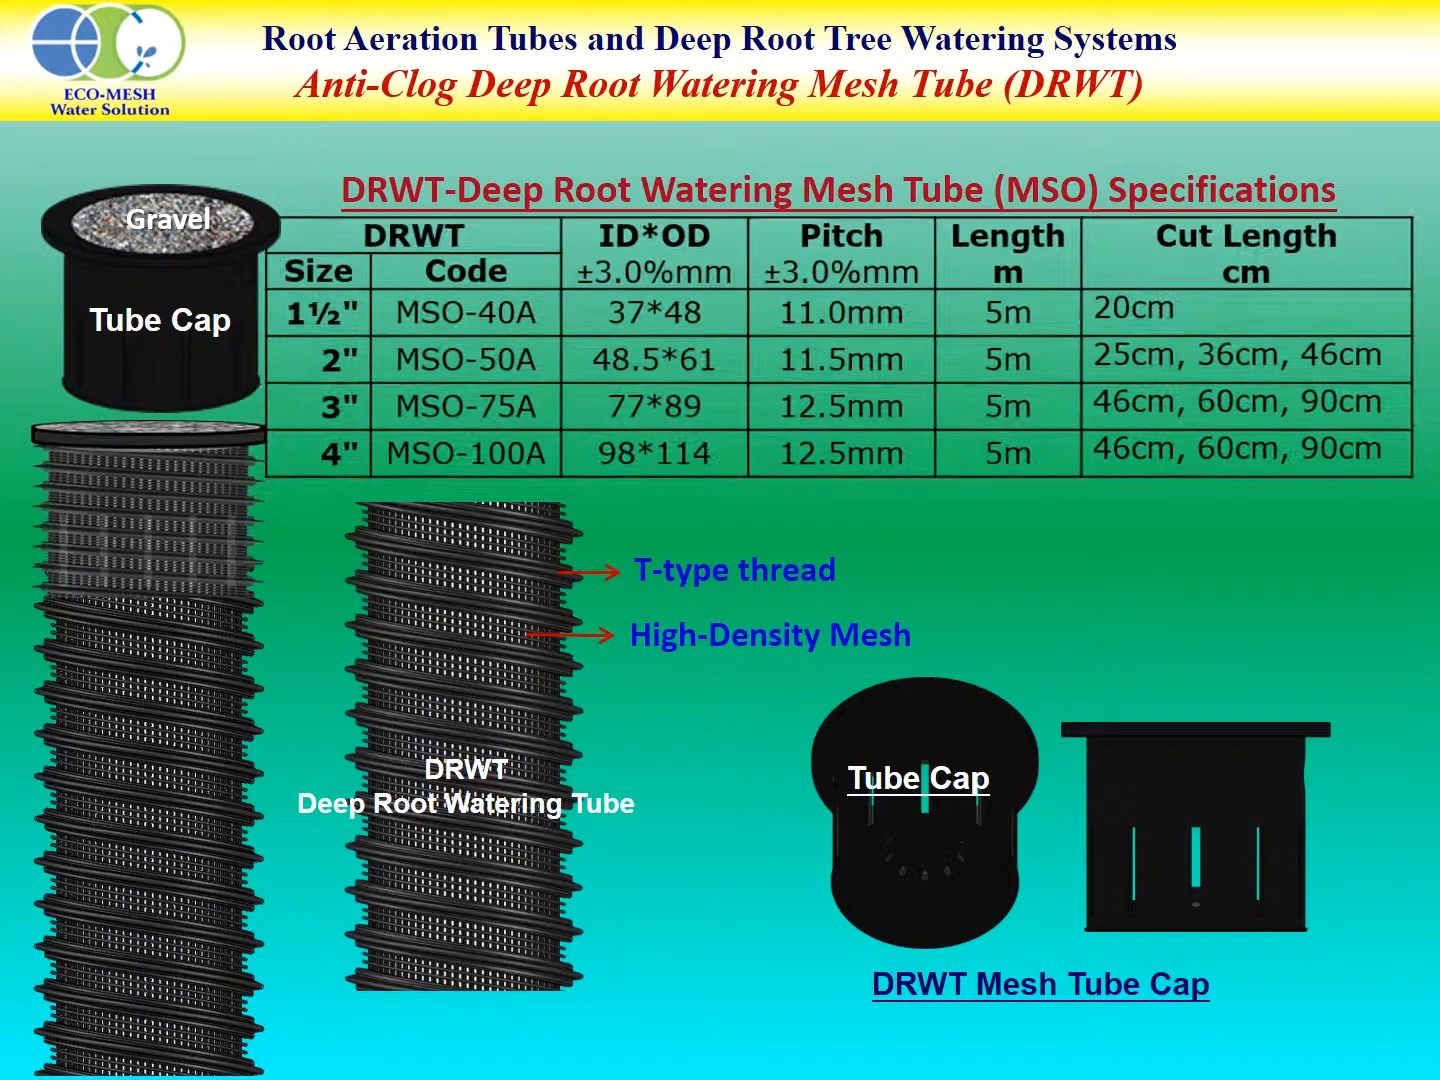 ECO-MESH
Water Solution
Root Aeration Tubes and Deep Root Tree Watering Systems
Anti-Clog Deep Root Watering Mesh Tube (DRWT)
DRWT-Deep Root Watering Mesh Tube (MSO) Specifications
Gravel
Tube Cap
DRWT ID*OD Pitch Length Cut Length
Size Code ±3.0%mm ±3.0%mm m cm
1½" MSO-40A 37*48 11.0mm 5m 20cm
2" MSO-50A 48.5*61 11.5mm 5m 25cm, 36cm, 46cm
3" MSO-75A 77*89 12.5mm 5m 46cm, 60cm, 90cm
4" MSO-100A 98*114 12.5mm 5m 46cm, 60cm, 90cm
T-type thread
High-Density Mesh
DRWT
Deep Root Watering Tube
Tube Cap
DRWT Mesh Tube Cap